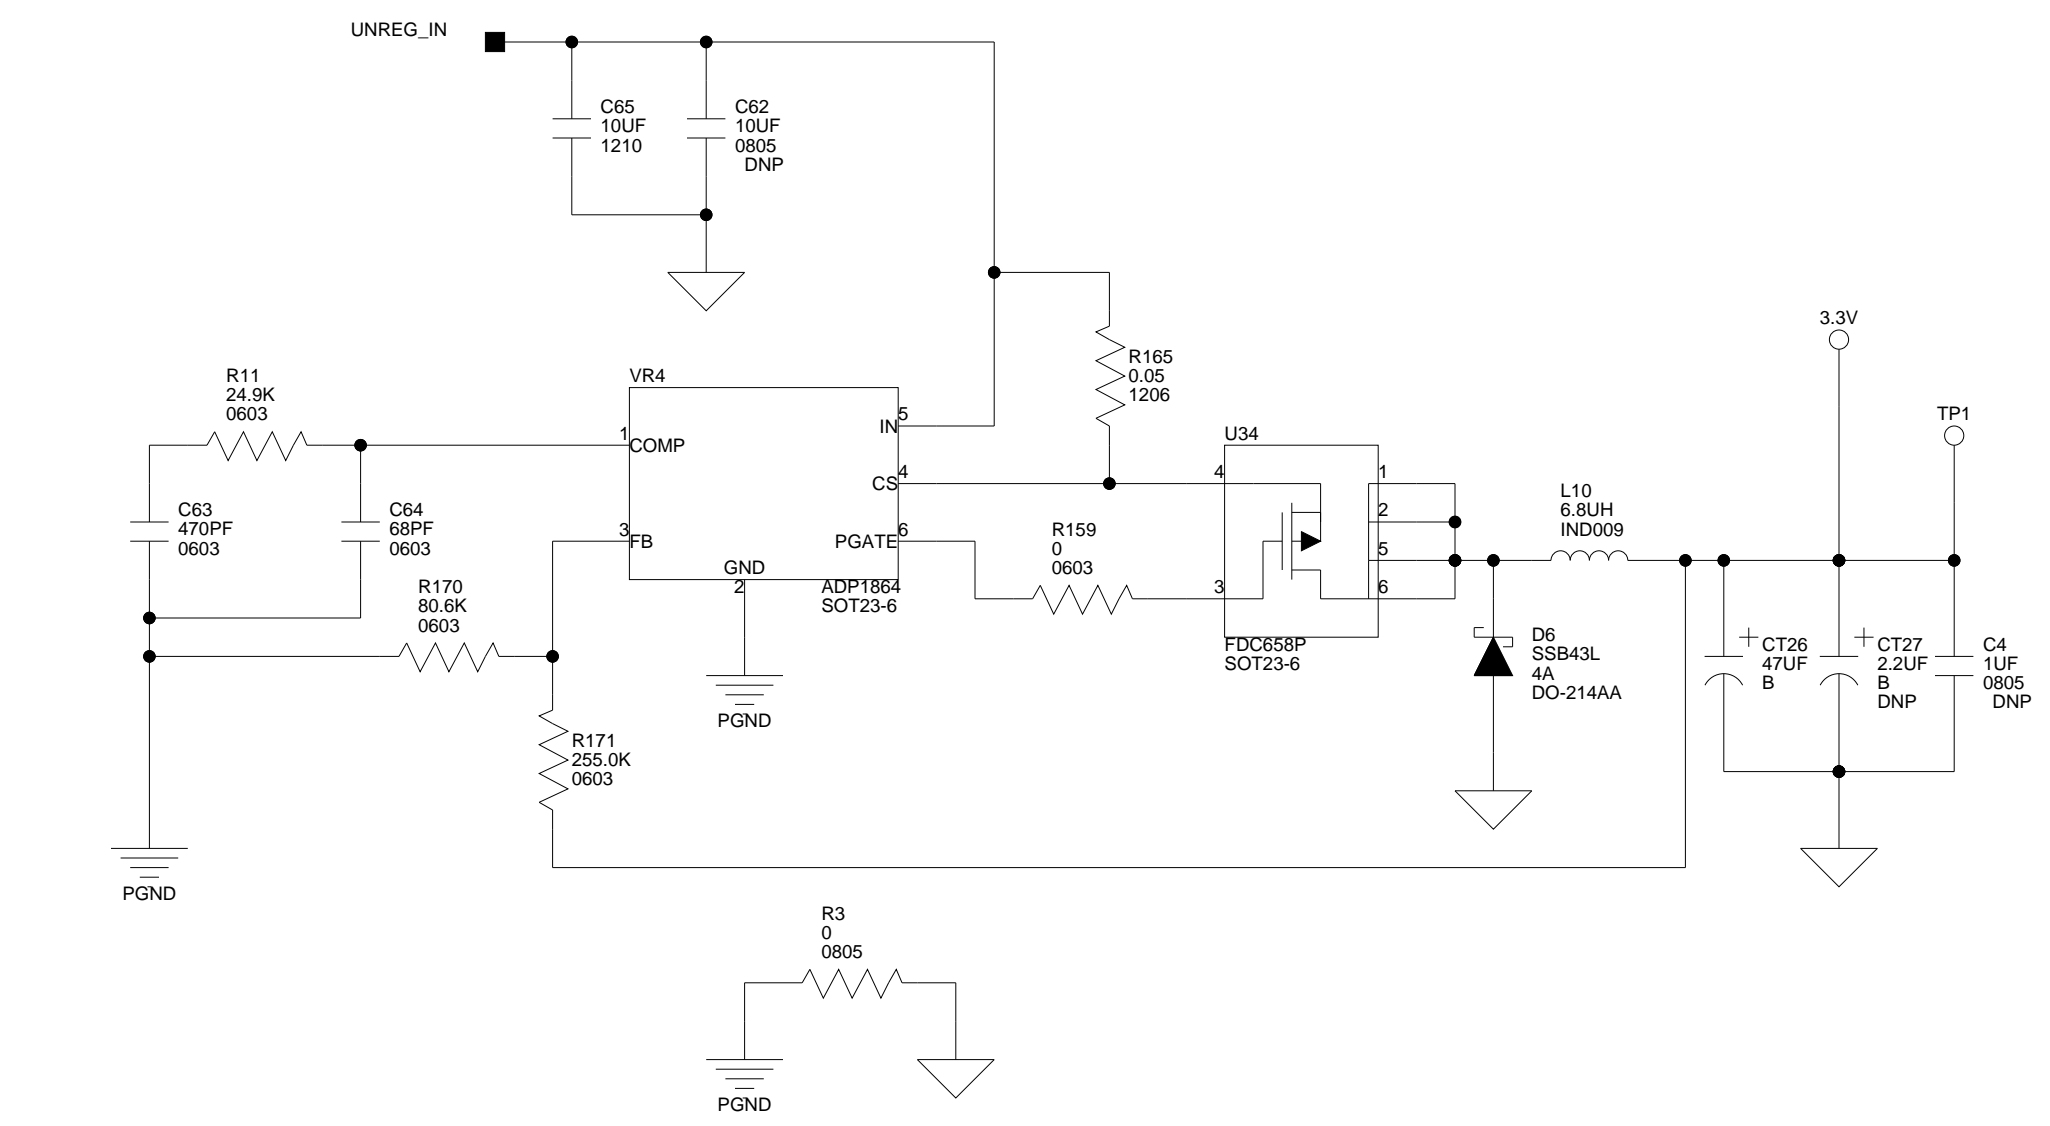 UNREG_IN
C65
10UF
1210
C62
10UF
0805
DNP
R165
0.05
1206
3.3V
TP1
R11
24.9K
0603
VR4
1
COMP
5
IN
4
CS
6
PGATE
3
FB
GND
2
ADP1864
SOT23-6
C63
470PF
0603
C64
68PF
0603
R170
80.6K
0603
PGND
R171
255.0K
0603
PGND
R159
0
0603
U34
4
3
1
2
5
6
FDC658P
SOT23-6
L10
6.8UH
IND009
D6
SSB43L
4A
DO-214AA
CT26
47UF
B
CT27
2.2UF
B
DNP
C4
1UF
0805
DNP
R3
0
0805
PGND